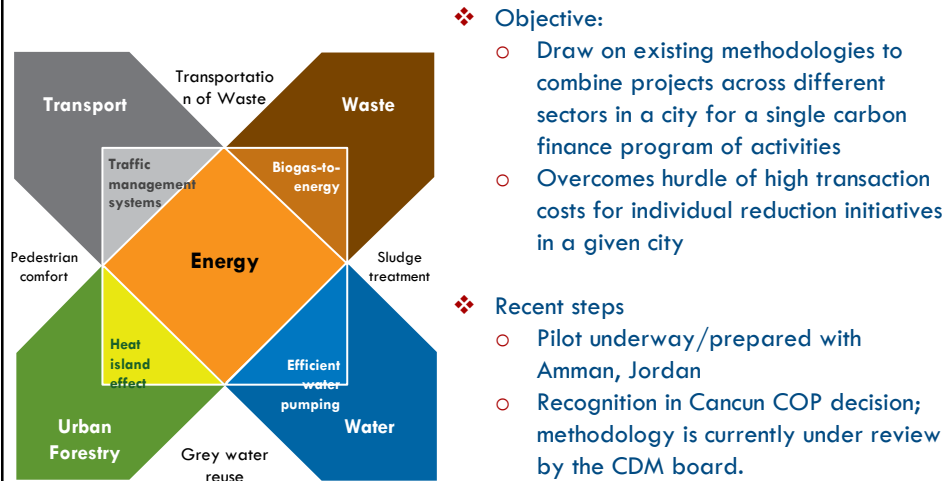 Transportatio
n of Waste
Transport
Waste
Traffic
management
systems
Biogas-to-
energy
Pedestrian
comfort
Energy
Sludge
treatment
Heat
island
effect
Efficient
water
pumping
Urban
Forestry
Water
Grey water
reuse
❖ Objective:
o Draw on existing methodologies to
combine projects across different
sectors in a city for a single carbon
finance program of activities
o Overcomes hurdle of high transaction
costs for individual reduction initiatives
in a given city
❖ Recent steps
o Pilot underway/prepared with
Amman, Jordan
o Recognition in Cancun COP decision;
methodology is currently under review
by the CDM board.